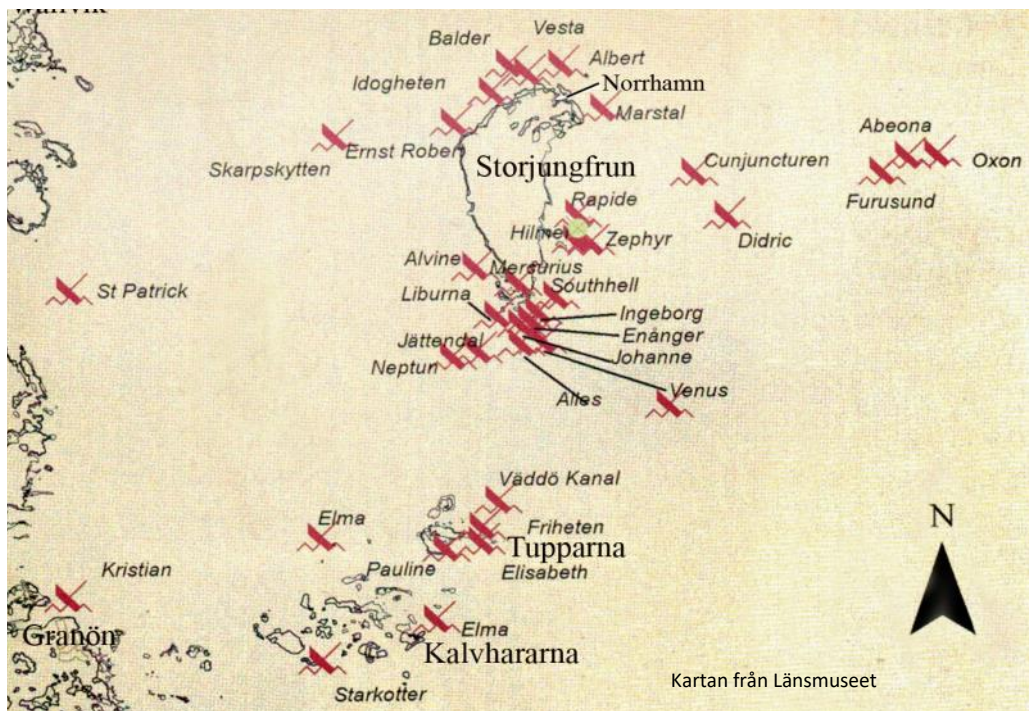 Vesta
Balder
Albert
Idogheten
Norrhamn
Marstal
Abeona
Ernst Robert
Skarpskytten
Storjungfrun
Cunjuncturen
Oxon
Furusund
Rapide
Zephyr
Didric
Alvine
Mersurius
St Patrick
Liburna
Southhell
Ingeborg
Enånger
Jättendal
Johanne
Neptun
Venus
Alles
Väddö Kanal
Elma
Friheten
N
Tupparna
Kristian
Pauline
Elisabeth
Granön
Elma
Kalvhararna
Kartan från Länsmuseet
Starkotter